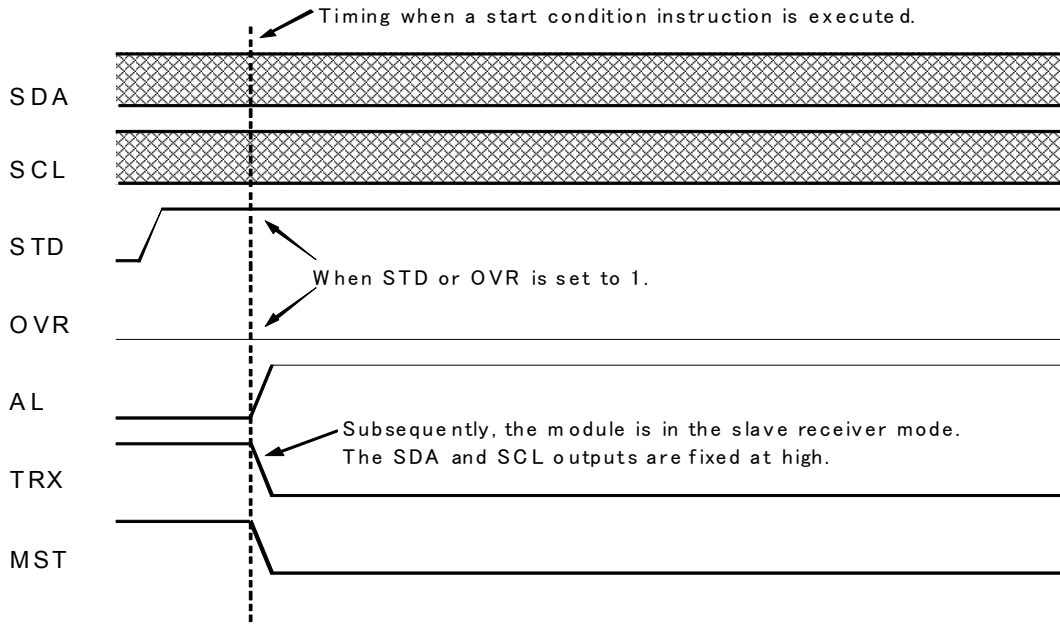 Timing when a start condition instruction is executed.
SDA
SCL
STD
When STD or OVR is set to 1.
OVR
AL
Subsequently, the module is in the slave receiver mode.
The SDA and SCL outputs are fixed at high.
TRX
MST